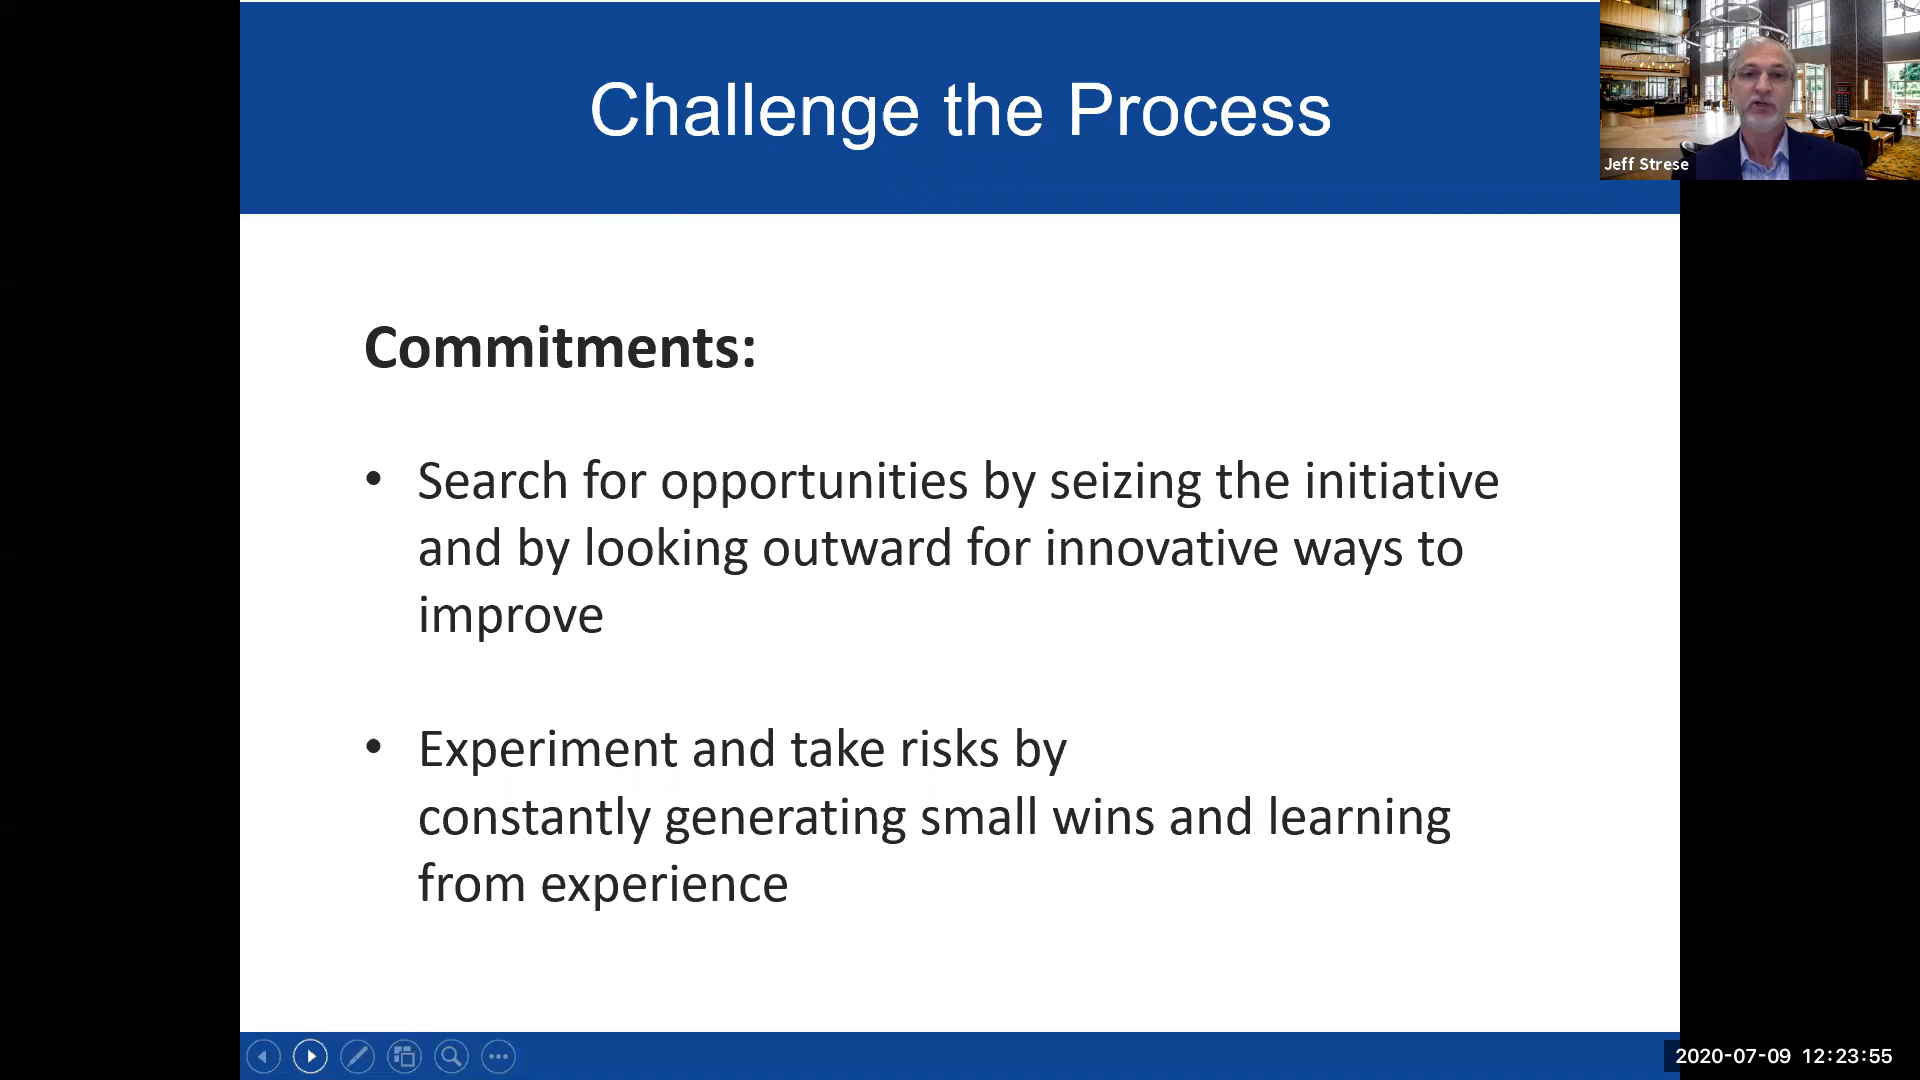 Challenge the Process
Jeff Strese
Commitments:
• Search for opportunities by seizing the initiative
and by looking outward for innovative ways to
improve
• Experiment and take risks by
constantly generating small wins and learning
from experience
2020-07-09 12:23:55